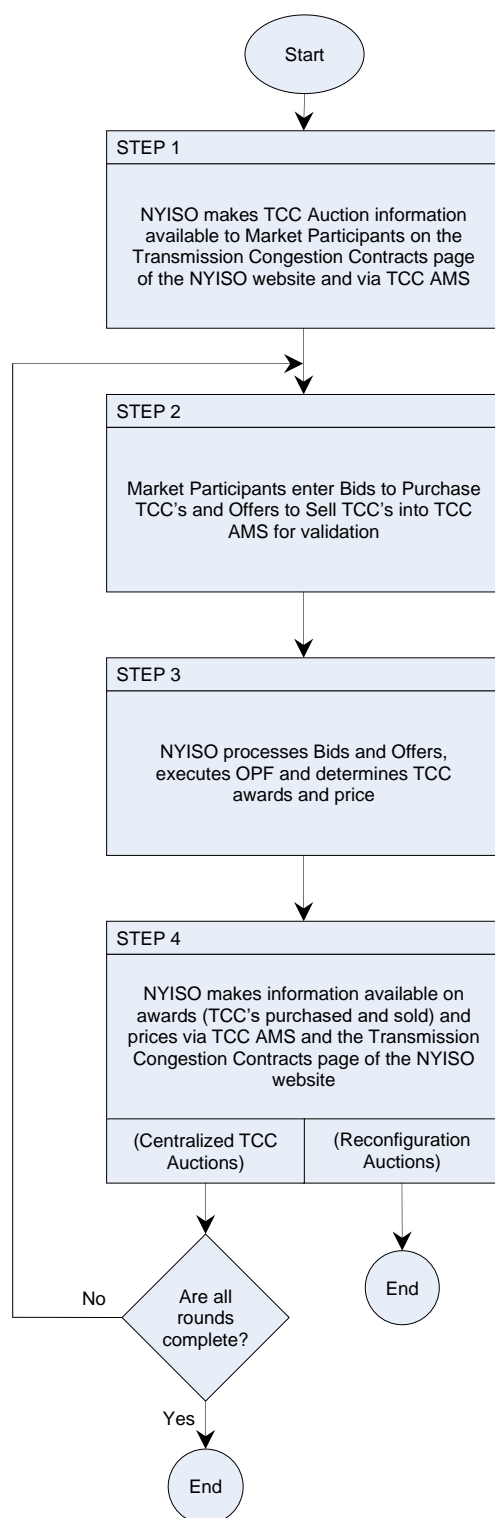 Start
STEP 1
NYISO makes TCC Auction information
available to Market Participants on the
Transmission Congestion Contracts page
of the NYISO website and via TCC AMS
STEP 2
Market Participants enter Bids to Purchase
TCC's and Offers to Sell TCC's into TCC
AMS for validation
STEP 3
NYISO processes Bids and Offers,
executes OPF and determines TCC
awards and price
STEP 4
NYISO makes information available on
awards (TCC's purchased and sold) and
prices via TCC AMS and the Transmission
Congestion Contracts page of the NYISO
website
(Centralized TCC
Auctions)
(Reconfiguration
Auctions)
No
Are all
rounds
complete?
End
Yes
End